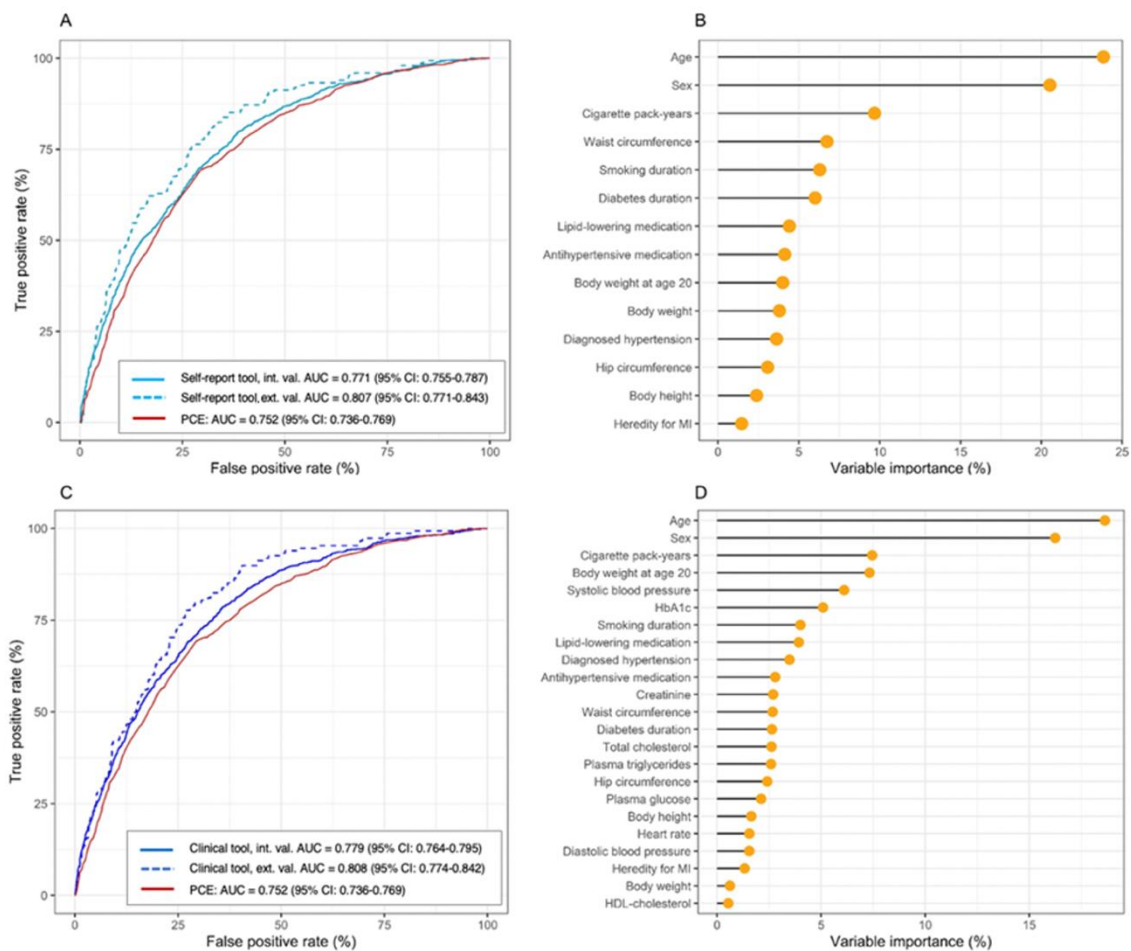 A
True positive rate (%)
100
75
50
25
0
0 25 50 75 100
False positive rate (%)
Self-report tool, int. val. AUC = 0.771 (95% CI: 0.755-0.787)
Self-report tool, ext. val. AUC = 0.807 (95% CI: 0.771-0.843)
PCE: AUC = 0.752 (95% CI: 0.736-0.769)
B
Age
Sex
Cigarette pack-years
Waist circumference
Smoking duration
Diabetes duration
Lipid-lowering medication
Antihypertensive medication
Body weight at age 20
Body weight
Diagnosed hypertension
Hip circumference
Body height
Heredity for MI
0 5 10 15 20 25
Variable importance (%)
C
True positive rate (%)
100
75
50
25
0
0 25 50 75 100
False positive rate (%)
Clinical tool, int. val. AUC = 0.779 (95% CI: 0.764-0.795)
Clinical tool, ext. val. AUC = 0.808 (95% CI: 0.774-0.842)
PCE: AUC = 0.752 (95% CI: 0.736-0.769)
D
Age
Sex
Cigarette pack-years
Body weight at age 20
Systolic blood pressure
HbA1c
Smoking duration
Lipid-lowering medication
Diagnosed hypertension
Antihypertensive medication
Creatinine
Waist circumference
Diabetes duration
Total cholesterol
Plasma triglycerides
Hip circumference
Plasma glucose
Body height
Heart rate
Diastolic blood pressure
Heredity for MI
Body weight
HDL-cholesterol
0 5 10 15
Variable importance (%)